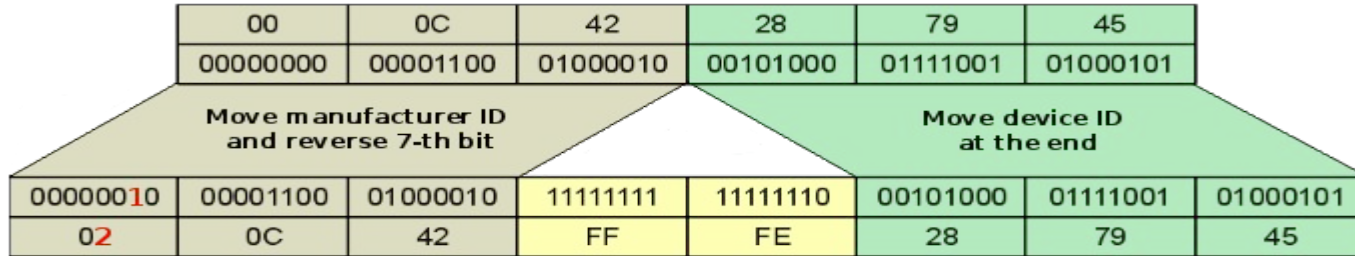 00 0C 42 28 79 45
00000000 00001100 01000010 00101000 01111001 01000101
Move manufacturer ID
and reverse 7-th bit
Move device ID
at the end
00000010 00001100 01000010 11111111 11111110 00101000 01111001 01000101
02 0C 42 FF FE 28 79 45